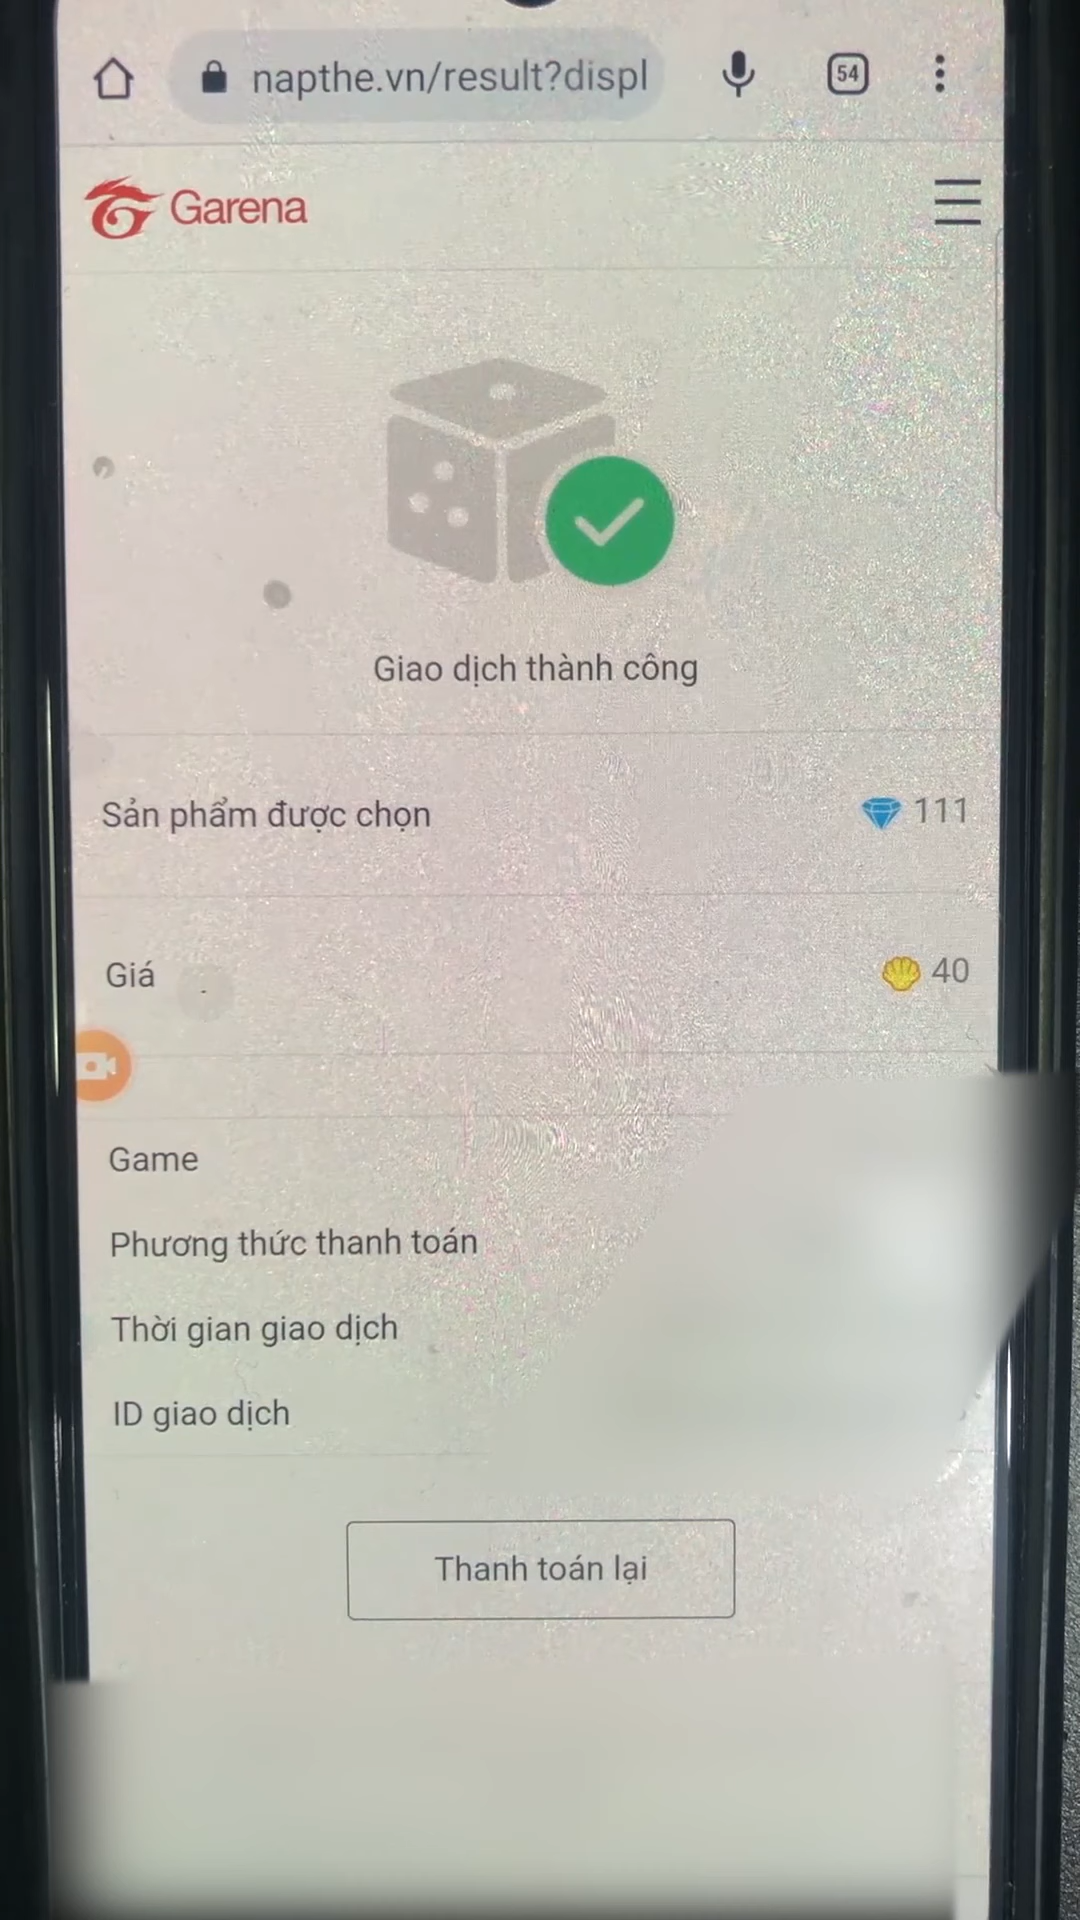 napthe.vn/result?displ
54
Garena
Giao dịch thành công
Sản phẩm được chọn
111
Giá
40
Game
Phương thức thanh toán
Thời gian giao dịch
ID giao dịch
Thanh toán lại